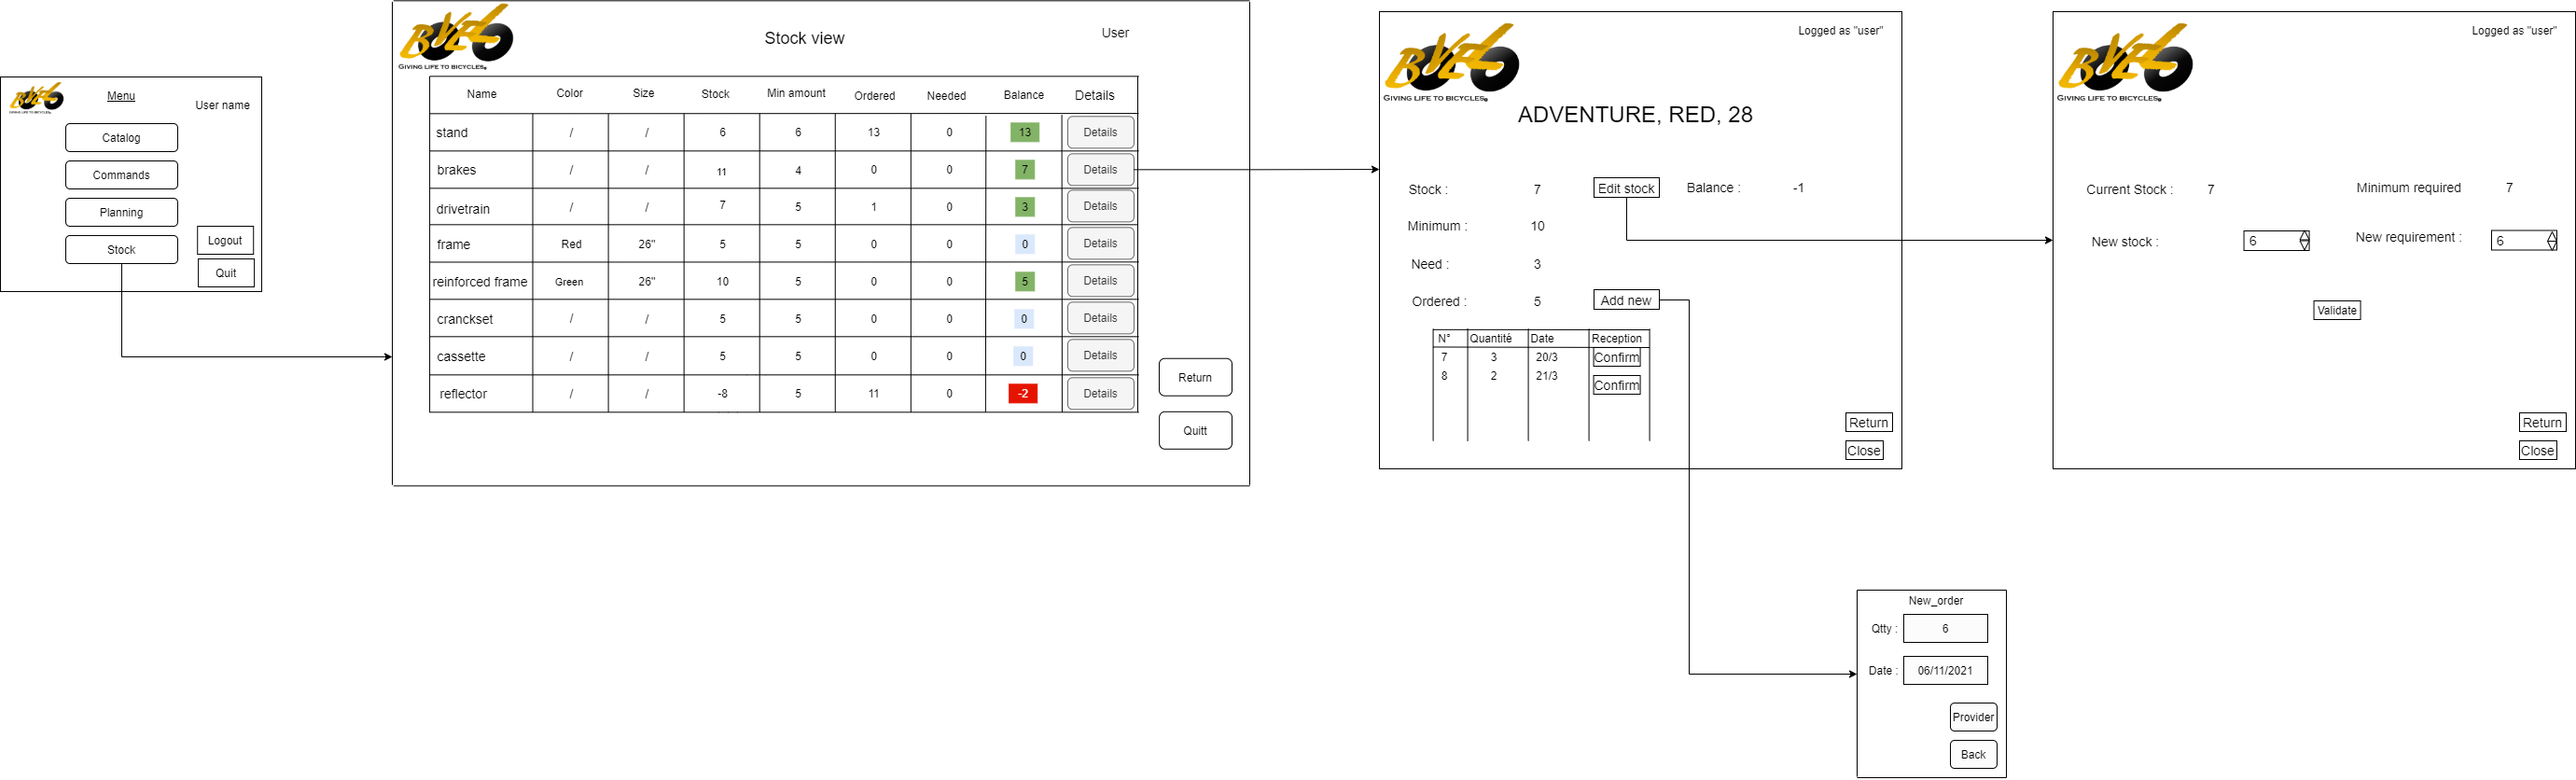 BYCLO
GIVING LIFE TO BICYCLES.
Menu
User name
Catalog
Commands
Planning
Stock
Logout
Quit
GIVING LIFE TO BICYCLES.
Stock view
User
Name Color Size Stock Min amount Ordered Needed Balance Details
stand / / 6 6 13 0 13 Details
brakes / / 11 4 0 0 7 Details
drivetrain / / 7 5 1 0 3 Details
frame Red 26" 5 5 0 0 0 Details
reinforced frame Green 26" 10 5 0 0 5 Details
crankset / / 5 5 0 0 0 Details
cassette / / 5 5 0 0 0 Details
reflector / / -8 5 11 0 -2 Details
Return
Quitt
GIVING LIFE TO BICYCLES.
Logged as "user"
ADVENTURE, RED, 28
Stock : 7 Edit stock Balance : -1
Minimum : 10
Need : 3
Ordered : 5 Add new
N° Quantité Date Reception
7 3 20/3 Confirm
8 2 21/3 Confirm
Return
Close
GIVING LIFE TO BICYCLES.
Logged as "user"
Current Stock : 7 Minimum required 7
New stock : 6 New requirement : 6
Validate
Return
Close
New_order
Qtty : 6
Date : 06/11/2021
Provider
Back